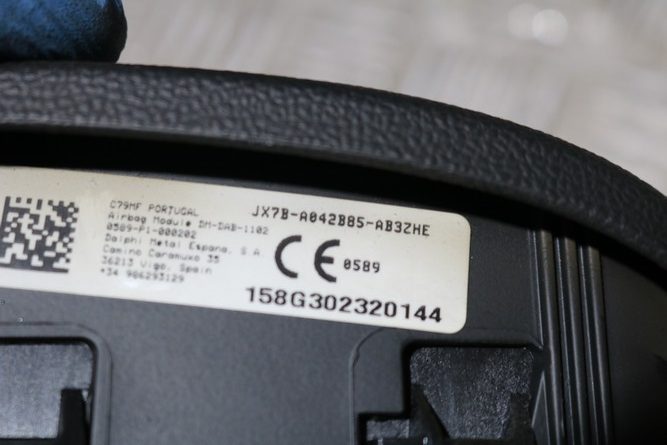 C79MF PORTUGAL
Airbag Module DM-DAB-1102
0589-P1-000202
Dalphi Metal Espana, S.A
Camino Caramuxo 35
36213 Vigo, Spain
+34 986293129
JX7B-A042B85-AB3ZHE
CE 0589
158G302320144